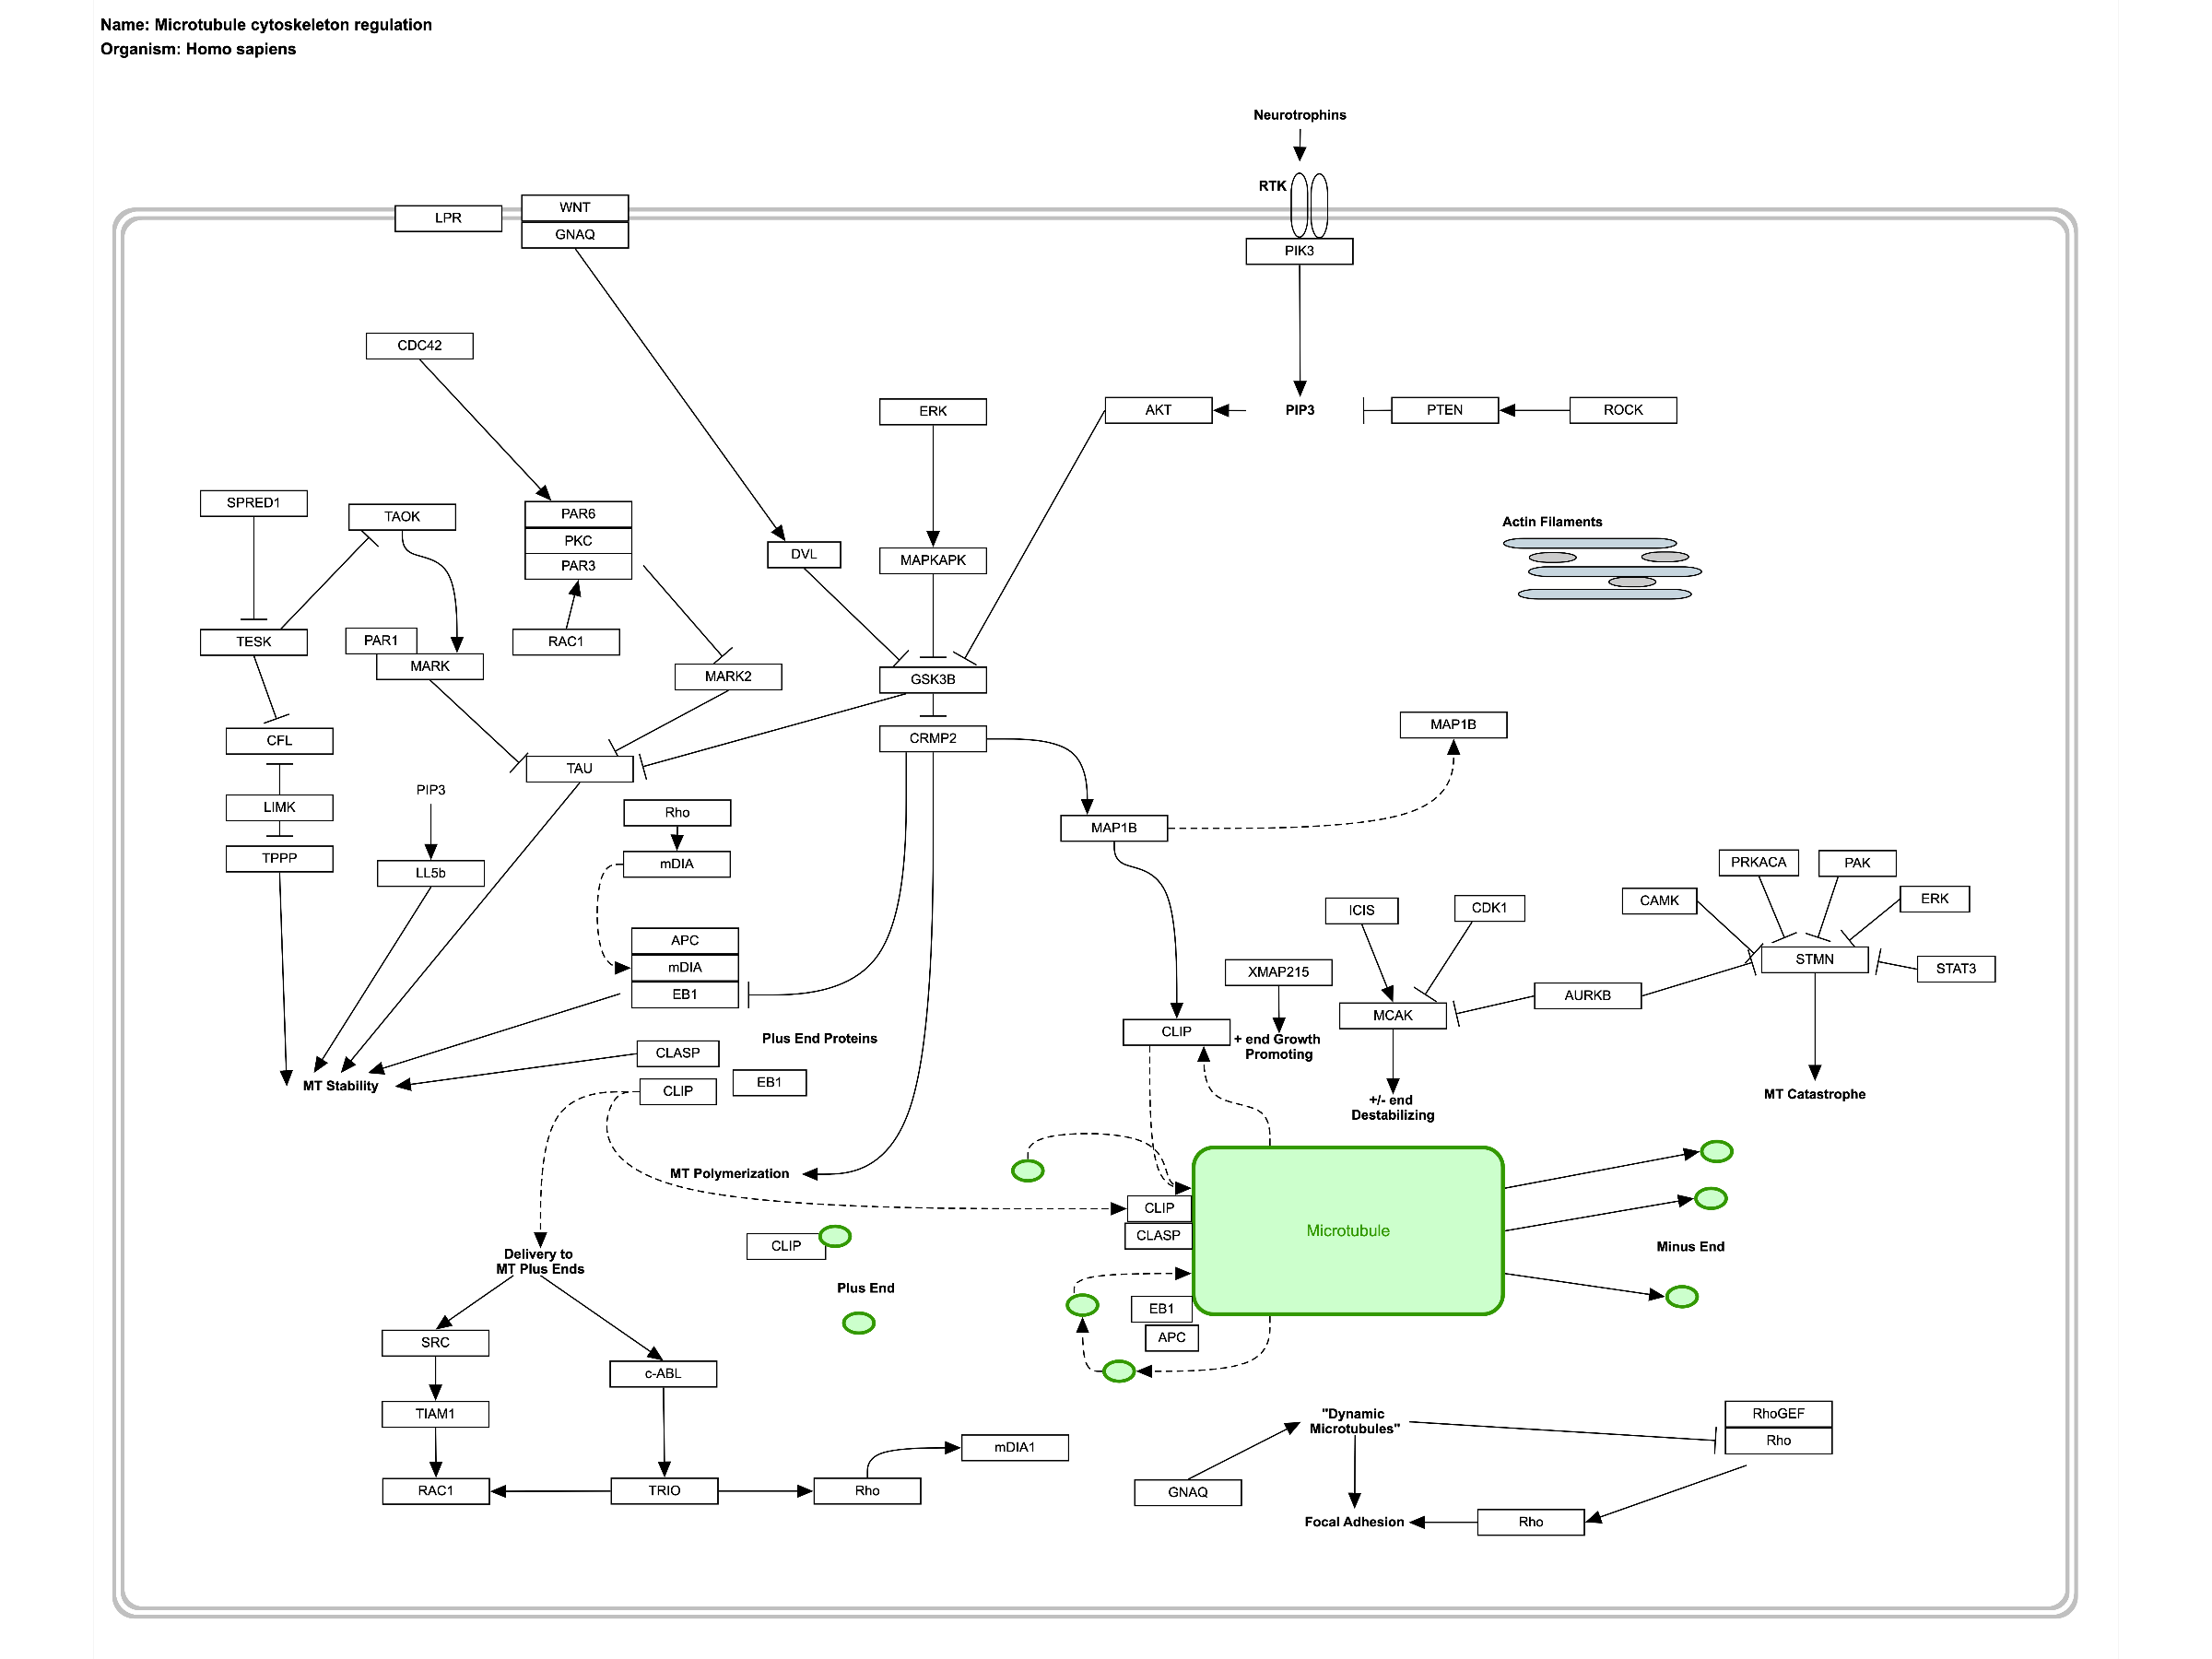 Name: Microtubule cytoskeleton regulation
Organism: Homo sapiens
Neurotrophins
RTK
LPR
WNT
GNAQ
PIK3
CDC42
ERK
AKT
PIP3
PTEN
ROCK
SPRED1
TAOK
PAR6
PKC
PAR3
DVL
MAPKAPK
Actin Filaments
TESK
PAR1
MARK
RAC1
MARK2
GSK3B
CFL
TAU
CRMP2
MAP1B
PIP3
LIMK
Rho
MAP1B
TPPP
LL5b
mDIA
PRKACA
PAK
CAMK
ERK
ICIS
CDK1
APC
mDIA
EB1
XMAP215
STMN
STAT3
AURKB
MCAK
Plus End Proteins
CLIP
+ end Growth
Promoting
CLASP
MT Stability
CLIP
EB1
+/- end
Destabilizing
MT Catastrophe
MT Polymerization
CLIP
CLASP
Microtubule
CLIP
Delivery to
MT Plus Ends
Minus End
Plus End
EB1
APC
SRC
c-ABL
TIAM1
"Dynamic
Microtubules"
RhoGEF
Rho
mDIA1
RAC1
TRIO
Rho
GNAQ
Focal Adhesion
Rho